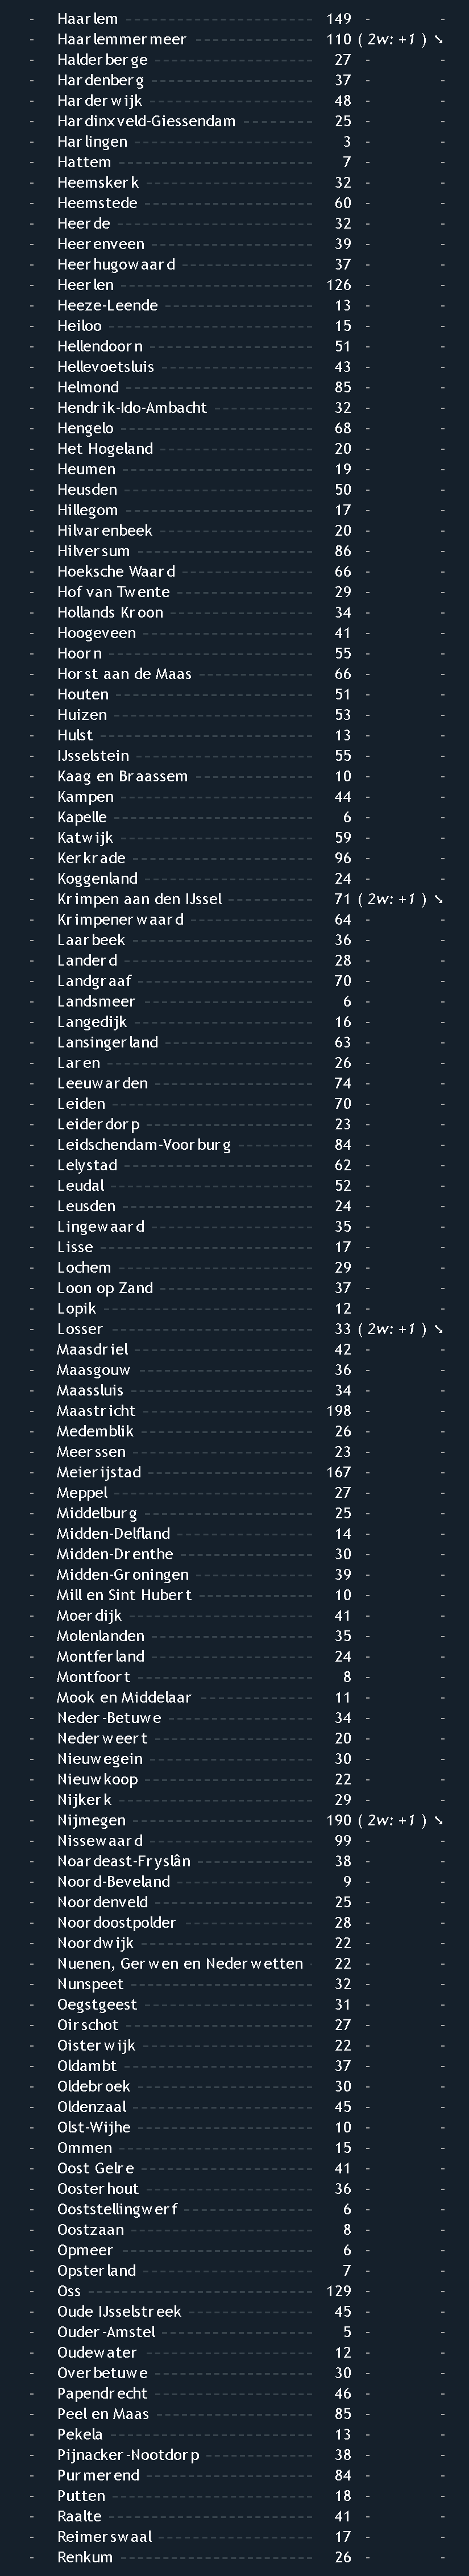 - Haarlem 149 - -
- Haarlemmermeer 110 ( 2w: +1 ) ➘
- Halderberge 27 - -
- Hardenberg 37 - -
- Harderwijk 48 - -
- Hardinxveld-Giessendam 25 - -
- Harlingen 3 - -
- Hattem 7 - -
- Heemskerk 32 - -
- Heemstede 60 - -
- Heerde 32 - -
- Heerenveen 39 - -
- Heerhugowaard 37 - -
- Heerlen 126 - -
- Heeze-Leende 13 - -
- Heiloo 15 - -
- Hellendoorn 51 - -
- Hellevoetsluis 43 - -
- Helmond 85 - -
- Hendrik-Ido-Ambacht 32 - -
- Hengelo 68 - -
- Het Hogeland 20 - -
- Heumen 19 - -
- Heusden 50 - -
- Hillegom 17 - -
- Hilvarenbeek 20 - -
- Hilversum 86 - -
- Hoeksche Waard 66 - -
- Hof van Twente 29 - -
- Hollands Kroon 34 - -
- Hoogeveen 41 - -
- Hoorn 55 - -
- Horst aan de Maas 66 - -
- Houten 51 - -
- Huizen 53 - -
- Hulst 13 - -
- IJsselstein 55 - -
- Kaag en Braassem 10 - -
- Kampen 44 - -
- Kapelle 6 - -
- Katwijk 59 - -
- Kerkrade 96 - -
- Koggenland 24 - -
- Krimpen aan den IJssel 71 ( 2w: +1 ) ➘
- Krimpenerwaard 64 - -
- Laarbeek 36 - -
- Landerd 28 - -
- Landgraaf 70 - -
- Landsmeer 6 - -
- Langedijk 16 - -
- Lansingerland 63 - -
- Laren 26 - -
- Leeuwarden 74 - -
- Leiden 70 - -
- Leiderdorp 23 - -
- Leidschendam-Voorburg 84 - -
- Lelystad 62 - -
- Leudal 52 - -
- Leusden 24 - -
- Lingewaard 35 - -
- Lisse 17 - -
- Lochem 29 - -
- Loon op Zand 37 - -
- Lopik 12 - -
- Losser 33 ( 2w: +1 ) ➘
- Maasdriel 42 - -
- Maasgouw 36 - -
- Maassluis 34 - -
- Maastricht 198 - -
- Medemblik 26 - -
- Meerssen 23 - -
- Meierijstad 167 - -
- Meppel 27 - -
- Middelburg 25 - -
- Midden-Delfland 14 - -
- Midden-Drenthe 30 - -
- Midden-Groningen 39 - -
- Mill en Sint Hubert 10 - -
- Moerdijk 41 - -
- Molenlanden 35 - -
- Montferland 24 - -
- Montfoort 8 - -
- Mook en Middelaar 11 - -
- Neder-Betuwe 34 - -
- Nederweert 20 - -
- Nieuwegein 30 - -
- Nieuwkoop 22 - -
- Nijkerk 29 - -
- Nijmegen 190 ( 2w: +1 ) ➘
- Nissewaard 99 - -
- Noardeast-Fryslân 38 - -
- Noord-Beveland 9 - -
- Noordenveld 25 - -
- Noordoostpolder 28 - -
- Noordwijk 22 - -
- Nuenen, Gerwen en Nederwetten 22 - -
- Nunspeet 32 - -
- Oegstgeest 31 - -
- Oirschot 27 - -
- Oisterwijk 22 - -
- Oldambt 37 - -
- Oldebroek 30 - -
- Oldenzaal 45 - -
- Olst-Wijhe 10 - -
- Ommen 15 - -
- Oost Gelre 41 - -
- Oosterhout 36 - -
- Ooststellingwerf 6 - -
- Oostzaan 8 - -
- Opmeer 6 - -
- Opsterland 7 - -
- Oss 129 - -
- Oude IJsselstreek 45 - -
- Ouder-Amstel 5 - -
- Oudewater 12 - -
- Overbetuwe 30 - -
- Papendrecht 46 - -
- Peel en Maas 85 - -
- Pekela 13 - -
- Pijnacker-Nootdorp 38 - -
- Purmerend 84 - -
- Putten 18 - -
- Raalte 41 - -
- Reimerswaal 17 - -
- Renkum 26 - -